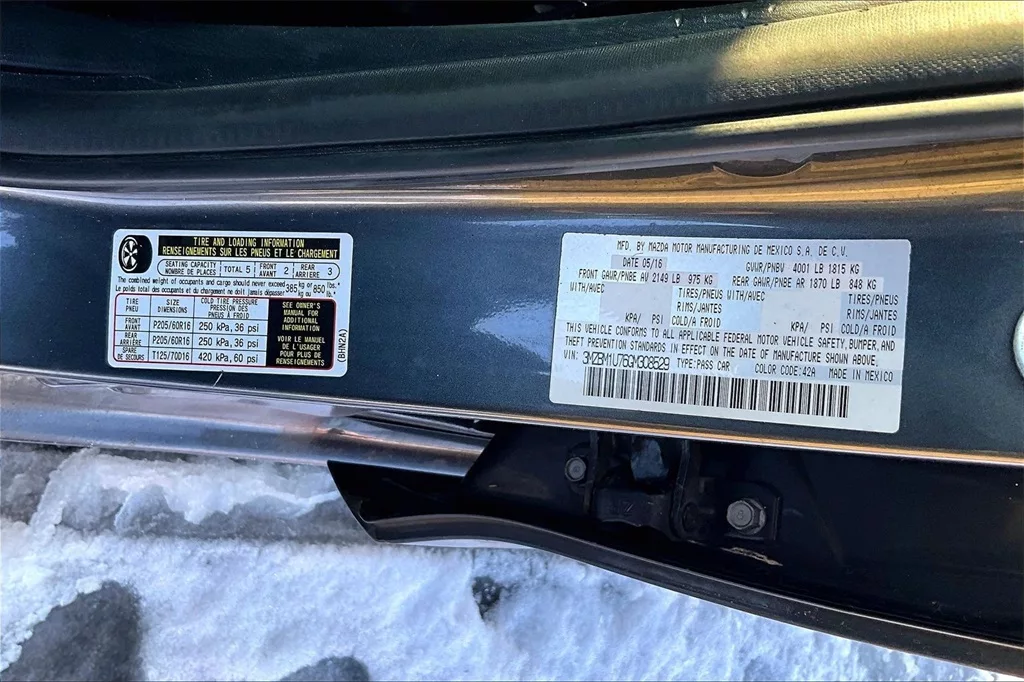 TIRE AND LOADING INFORMATION
RENSEIGNEMENTS SUR LES PNEUS ET LE CHARGEMENT
SEATING CAPACITY
NOMBRE DE PLACES
TOTAL 5
FRONT
AVANT
2
REAR
ARRIÈRE
3
The combined weight of occupants and cargo should never exceed
Le poids total des occupants et du chargement ne doit jamais dépasser
385 kg or ou 850 lbs. lb.
TIRE
PNEU
SIZE
DIMENSIONS
COLD TIRE PRESSURE
PRESSION DES
PNEUS À FROID
FRONT
AVANT
P205/60R16
250 kPa, 36 psi
REAR
ARRIÈRE
P205/60R16
250 kPa, 36 psi
SPARE
DE SECOURS
T125/70D16
420 kPa, 60 psi
SEE OWNER'S
MANUAL FOR
ADDITIONAL
INFORMATION
VOIR LE MANUEL
DE L'USAGER
POUR PLUS DE
RENSEIGNEMENTS
(BHN2A)
MFD. BY MAZDA MOTOR MANUFACTURING DE MEXICO S.A. DE C.V.
DATE 05/16 GVWR/PNBV 4001 LB 1815 KG
FRONT GAWR/PNBE AV 2149 LB 975 KG REAR GAWR/PNBE AR 1870 LB 848 KG
WITH/AVEC TIRES/PNEUS WITH/AVEC TIRES/PNEUS
RIMS/JANTES RIMS/JANTES
KPA/ PSI COLD/A FROID KPA/ PSI COLD/A FROID
THIS VEHICLE CONFORMS TO ALL APPLICABLE FEDERAL MOTOR VEHICLE SAFETY, BUMPER, AND
THEFT PREVENTION STANDARDS IN EFFECT ON THE DATE OF MANUFACTURE SHOWN ABOVE.
VIN: 3MZBM1U76GM308529 TYPE: PASS CAR COLOR CODE: 42A MADE IN MEXICO